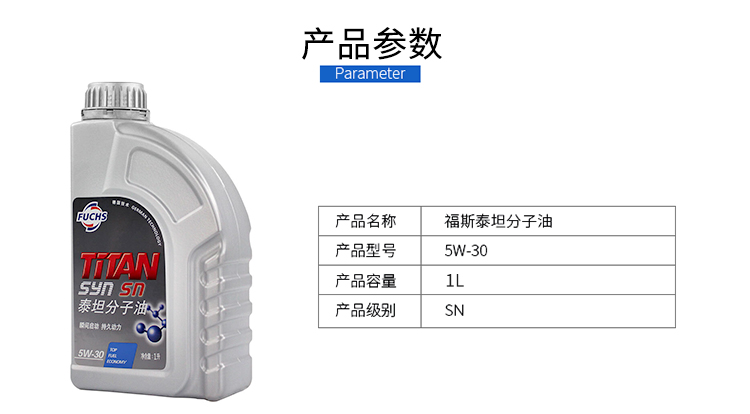 产品参数
Parameter
德国技术 GERMAN TECHNOLOGY
FUCHS
TiTAN
SYN SN
泰坦分子油
瞬间启动 持久动力
5W-30
TOP
FUEL
ECONOMY
净含量：1升
产品名称 福斯泰坦分子油
产品型号 5W-30
产品容量 1L
产品级别 SN